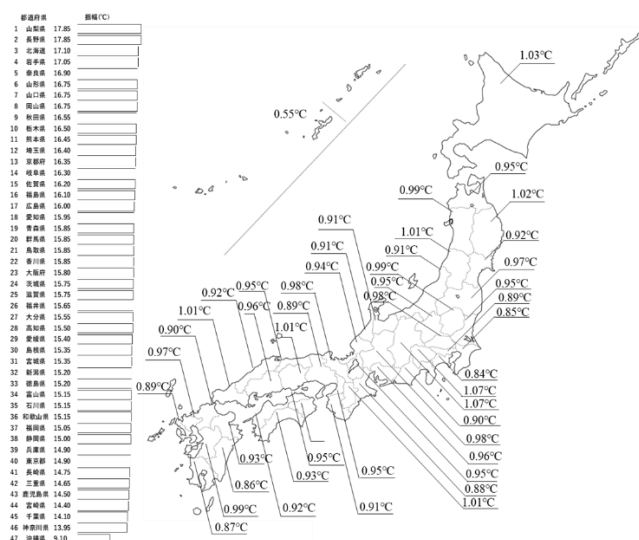 都道府県 振幅(℃)
1 山梨県 17.85
2 長野県 17.85
3 北海道 17.10
4 岩手県 17.05
5 奈良県 16.90
6 山形県 16.75
7 山口県 16.75
8 岡山県 16.75
9 秋田県 16.55
10 栃木県 16.50
11 熊本県 16.45
12 埼玉県 16.40
13 京都府 16.35
14 岐阜県 16.30
15 佐賀県 16.20
16 福島県 16.10
17 広島県 16.00
18 愛知県 15.95
19 青森県 15.85
20 群馬県 15.85
21 鳥取県 15.85
22 香川県 15.85
23 大阪府 15.80
24 茨城県 15.75
25 滋賀県 15.75
26 福井県 15.65
27 大分県 15.55
28 高知県 15.50
29 愛媛県 15.40
30 島根県 15.35
31 宮城県 15.35
32 新潟県 15.20
33 徳島県 15.20
34 富山県 15.15
35 石川県 15.15
36 和歌山県 15.15
37 福岡県 15.05
38 静岡県 15.00
39 兵庫県 14.90
40 東京都 14.90
41 長崎県 14.75
42 三重県 14.65
43 鹿児島県 14.50
44 宮崎県 14.40
45 千葉県 14.10
46 神奈川県 13.95
47 沖縄県 9.10
1.03℃
0.55℃
0.95℃
0.99℃
1.02℃
0.91℃
1.01℃
0.92℃
0.91℃
0.91℃
0.94℃
0.99℃
0.97℃
0.95℃
0.95℃
0.98℃
0.89℃
0.85℃
0.98℃
0.95℃
0.92℃
0.96℃
0.89℃
1.01℃
1.01℃
0.90℃
0.97℃
0.89℃
0.84℃
1.07℃
1.07℃
0.90℃
0.98℃
0.96℃
0.95℃
0.88℃
1.01℃
0.93℃
0.95℃
0.95℃
0.86℃
0.93℃
0.99℃
0.92℃
0.91℃
0.87℃